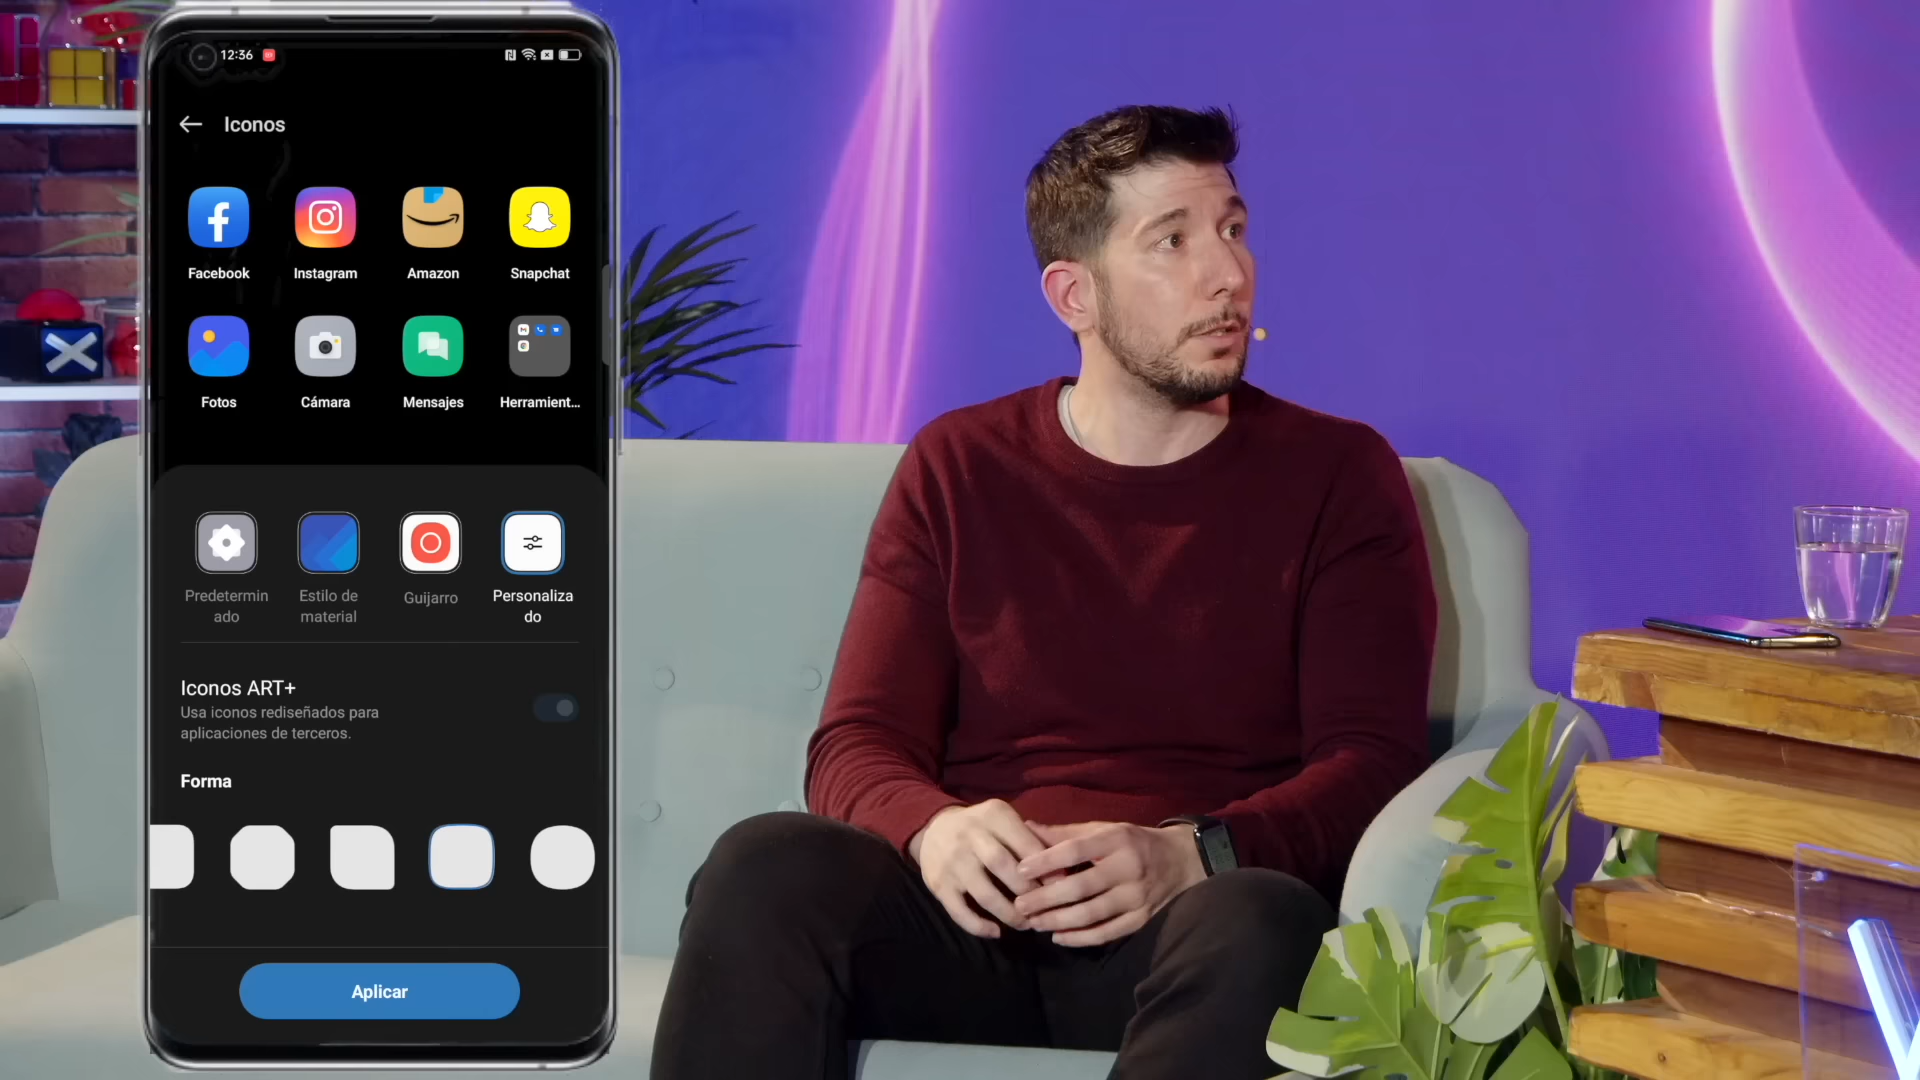 12:36
Iconos
Facebook Instagram Amazon Snapchat
Fotos Cámara Mensajes Herramient...
Predetermin
ado
Estilo de
material
Guijarro
Personaliza
do
Iconos ART+
Usa iconos rediseñados para
aplicaciones de terceros.
Forma
Aplicar